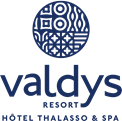 valdys
RESORT
HÔTEL THALASSO & SPA